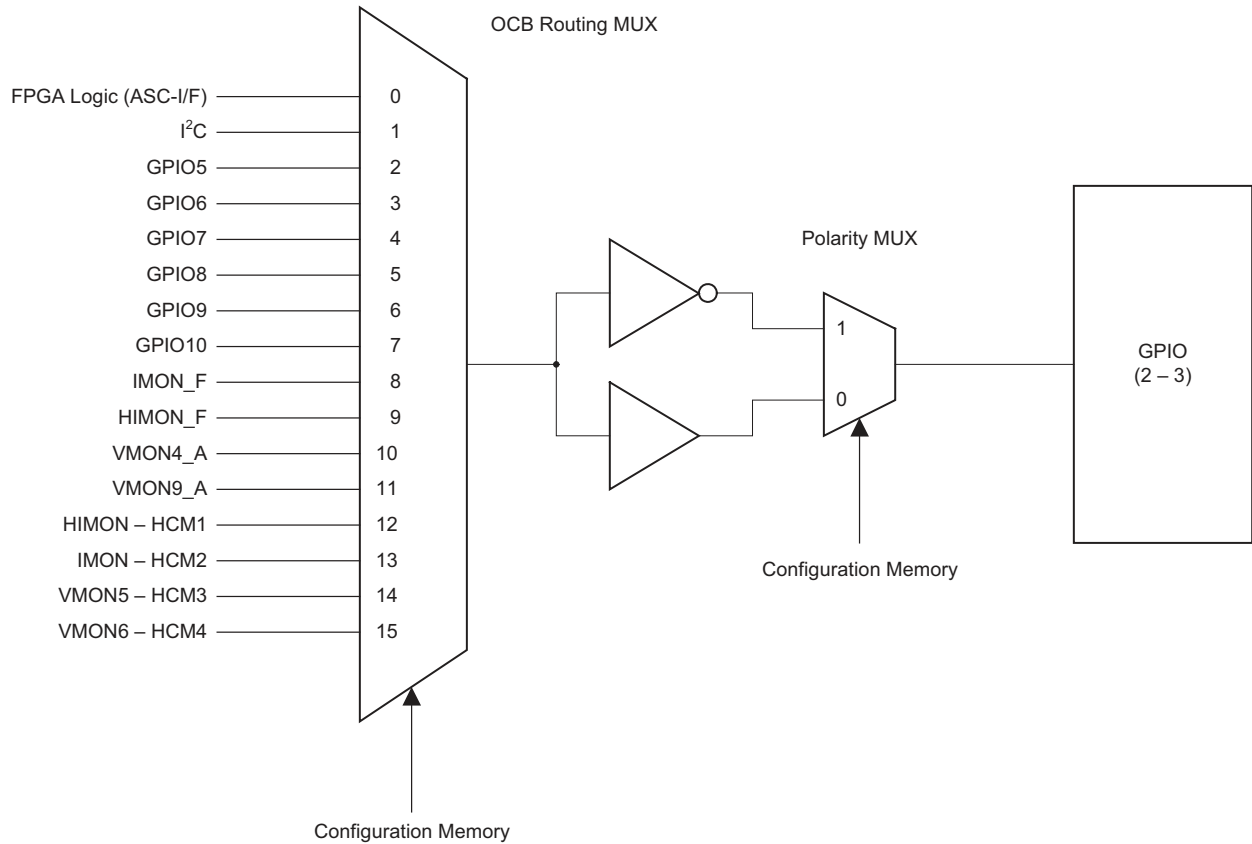 OCB Routing MUX
FPGA Logic (ASC-I/F)
0
I²C
1
GPIO5
2
GPIO6
3
GPIO7
4
GPIO8
5
GPIO9
6
GPIO10
7
IMON_F
8
HIMON_F
9
VMON4_A
10
VMON9_A
11
HIMON – HCM1
12
IMON – HCM2
13
VMON5 – HCM3
14
VMON6 – HCM4
15
Configuration Memory
Polarity MUX
1
0
Configuration Memory
GPIO
(2 – 3)